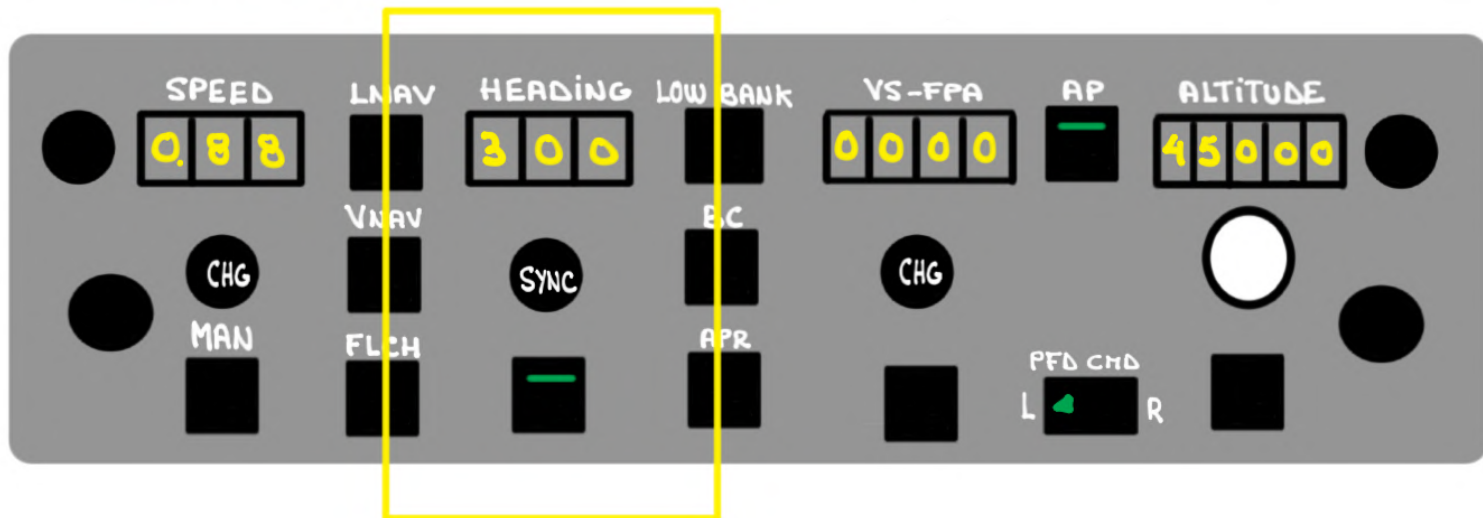 SPEED LNAV HEADiNG LOW BANK VS-FPA AP ALTiTUDE
0.88 300 0000 45000
VNAV BC
CHG SYNC CHG
MAN FLCH APR
PFD CMD
L R